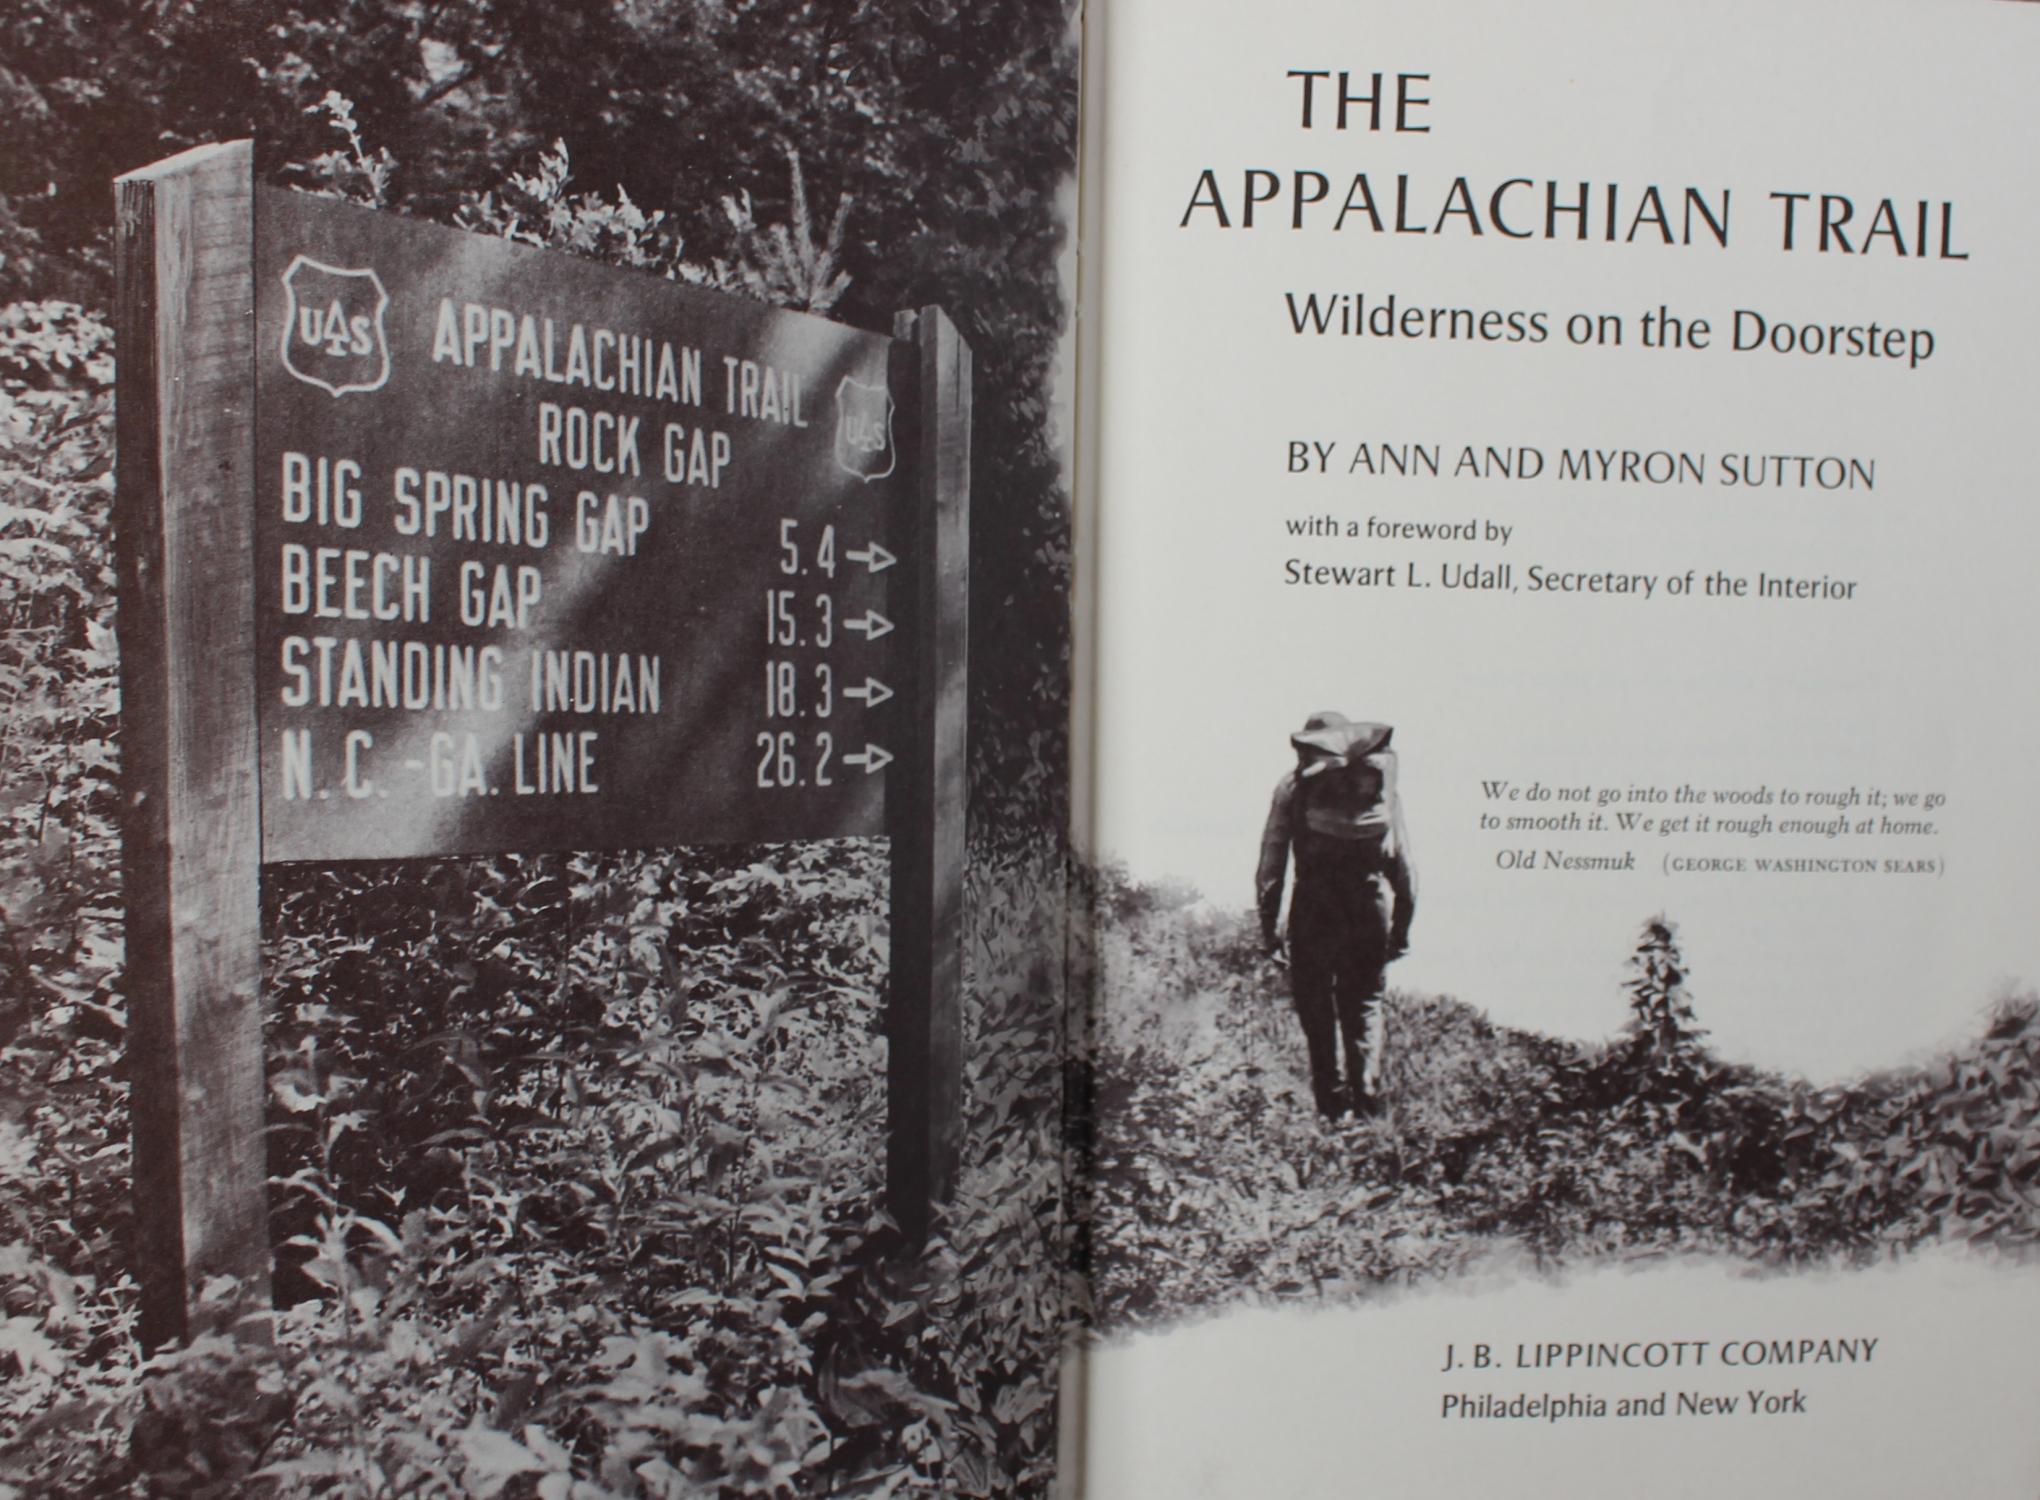 UAS
APPALACHIAN TRAIL
UAS
ROCK GAP
BIG SPRING GAP 5.4 →
BEECH GAP 15.3 →
STANDING INDIAN 18.3 →
N.C.-GA. LINE 26.2 →
THE
APPALACHIAN TRAIL
Wilderness on the Doorstep
BY ANN AND MYRON SUTTON
with a foreword by
Stewart L. Udall, Secretary of the Interior
We do not go into the woods to rough it; we go
to smooth it. We get it rough enough at home.
Old Nessmuk (GEORGE WASHINGTON SEARS)
J. B. LIPPINCOTT COMPANY
Philadelphia and New York